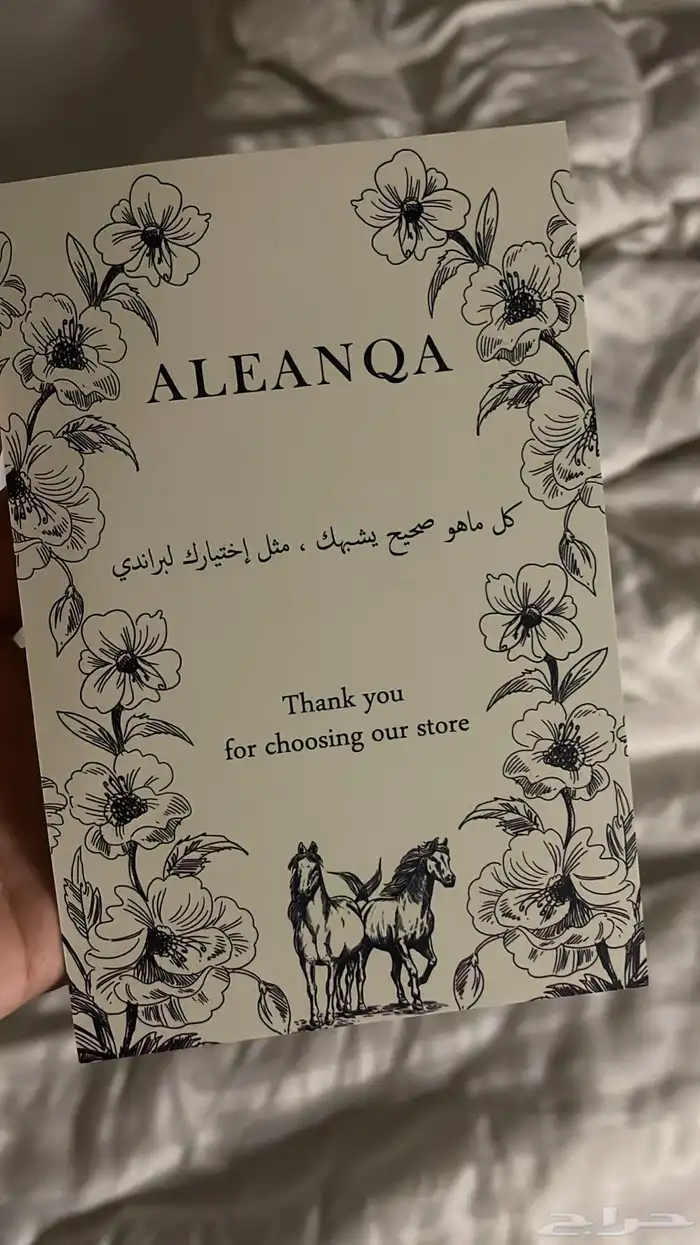 ALEANQA
كل ماهو صحيح يشبهك ، مثل إختيارك لبراندي
Thank you
for choosing our store
حراج